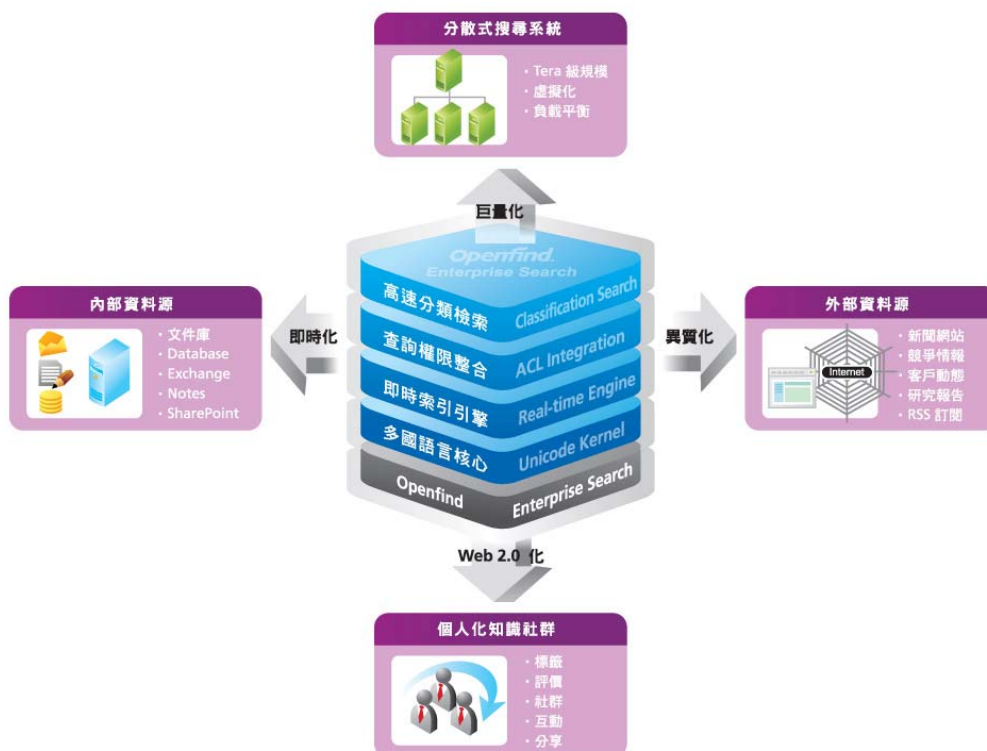 分散式搜尋系統
· Tera 級規模
· 虛擬化
· 負載平衡
巨量化
Openfind.
Enterprise Search
高速分類檢索 Classification Search
查詢權限整合 ACL Integration
即時索引引擎 Real-time Engine
多國語言核心 Unicode Kernel
Openfind Enterprise Search
內部資料源
· 文件庫
· Database
· Exchange
· Notes
· SharePoint
即時化
異質化
外部資料源
Internet
· 新聞網站
· 競爭情報
· 客戶動態
· 研究報告
· RSS 訂閱
Web 2.0 化
個人化知識社群
· 標籤
· 評價
· 社群
· 互動
· 分享